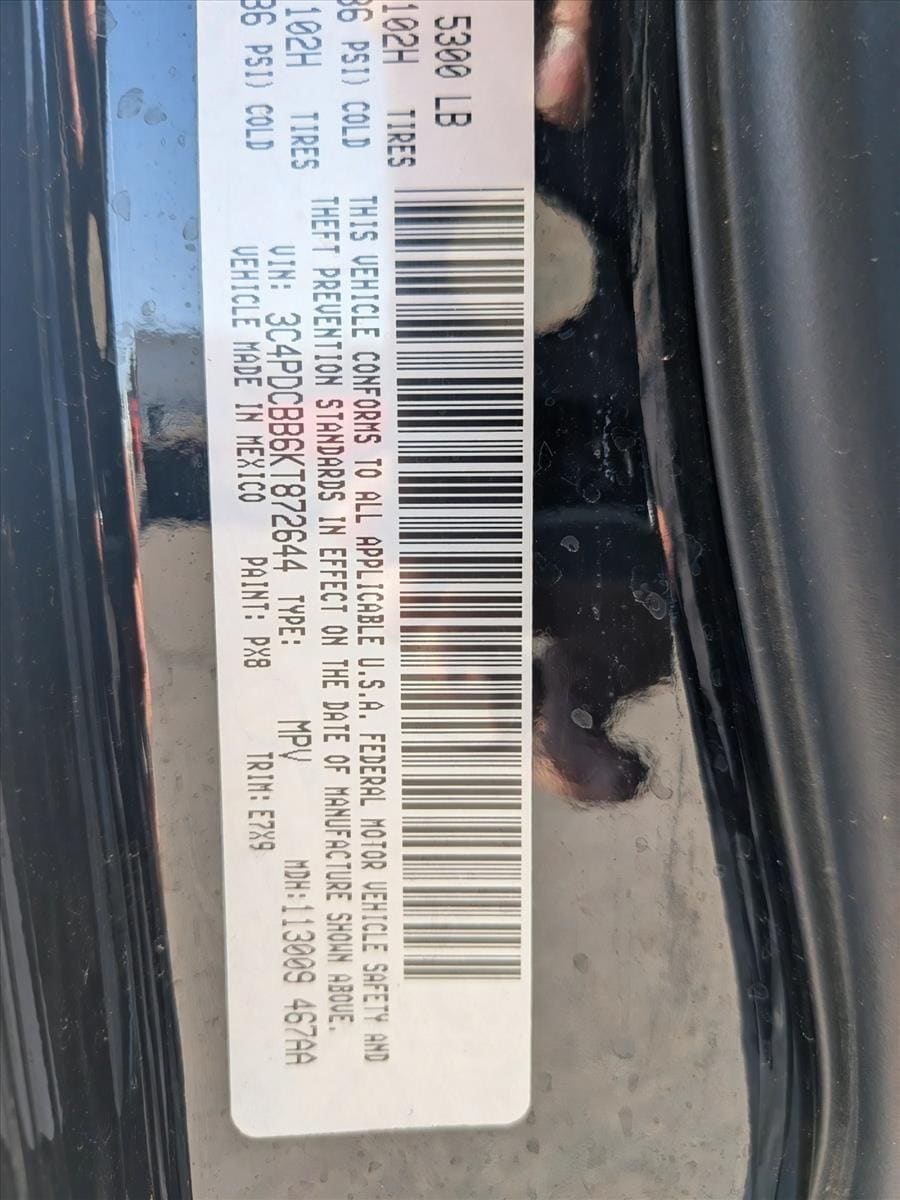 5300 LB
102H TIRES
36 PSI) COLD
102H TIRES
36 PSI) COLD
THIS VEHICLE CONFORMS TO ALL APPLICABLE U.S.A. FEDERAL MOTOR VEHICLE SAFETY AND
THEFT PREVENTION STANDARDS IN EFFECT ON THE DATE OF MANUFACTURE SHOWN ABOVE.
VIN: 3C4PDCBB6KT872644 TYPE: MPV MDH:113009 467AA
VEHICLE MADE IN MEXICO PAINT: PX8 TRIM: E7X9